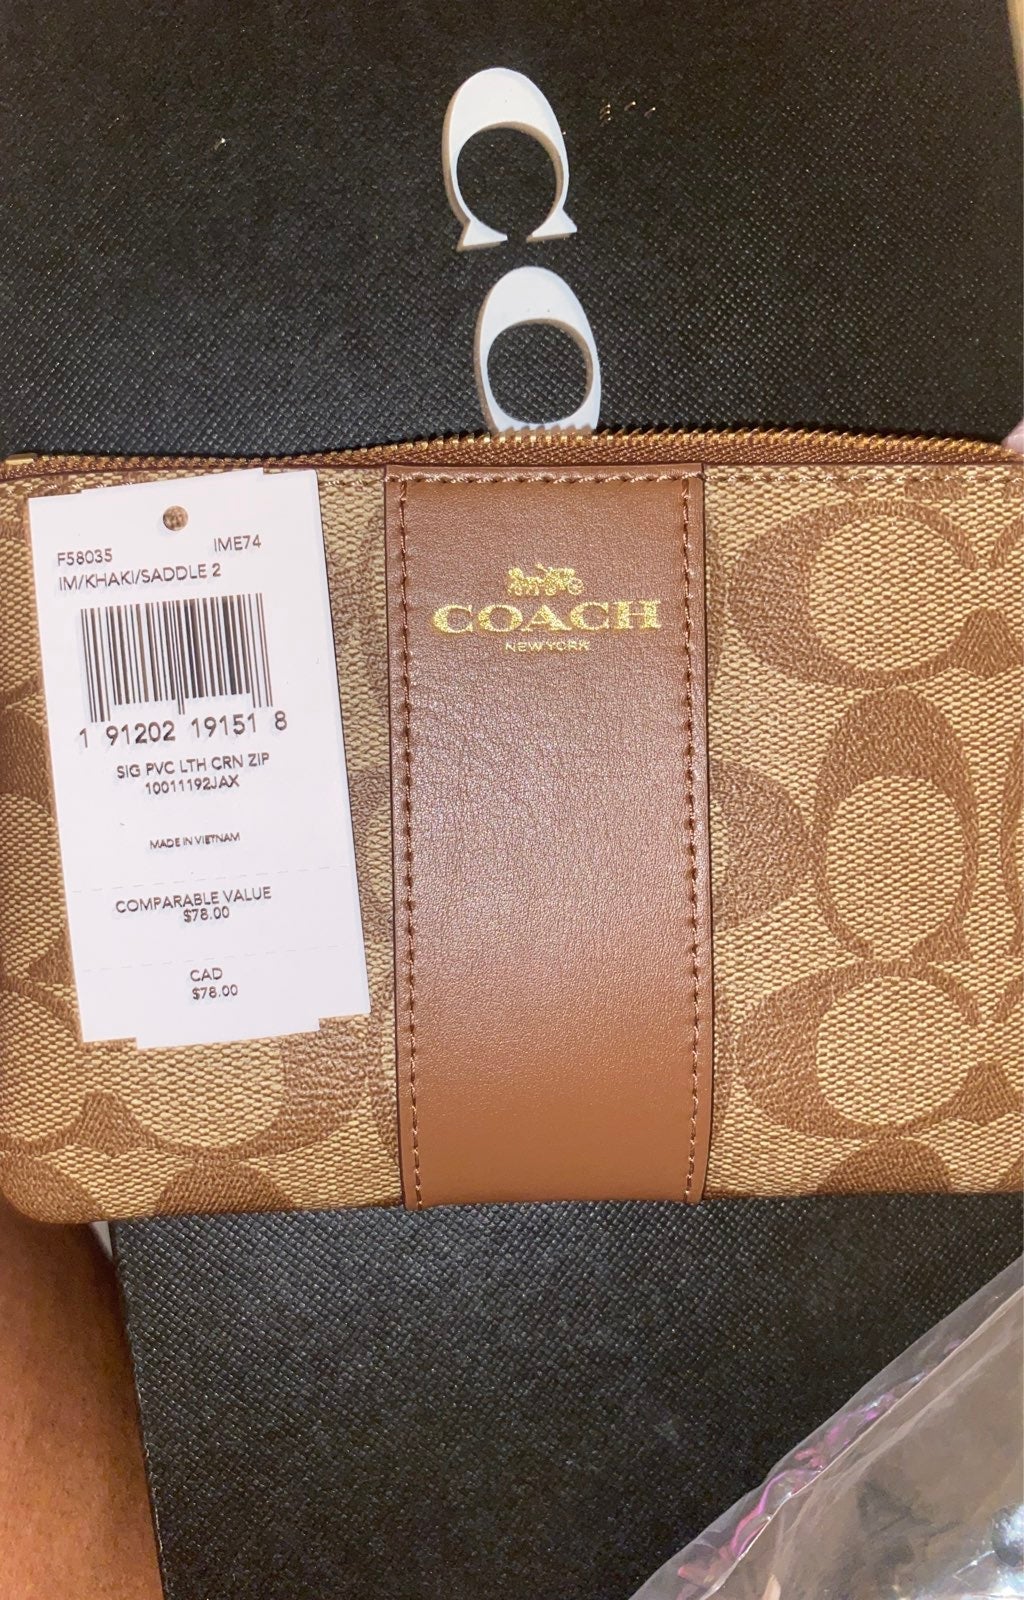 F58035 IME74
IM/KHAKI/SADDLE 2
1 91202 19151 8
SIG PVC LTH CRN ZIP
10011192JAX
MADE IN VIETNAM
COMPARABLE VALUE
$78.00
CAD
$78.00
COACH
NEW YORK